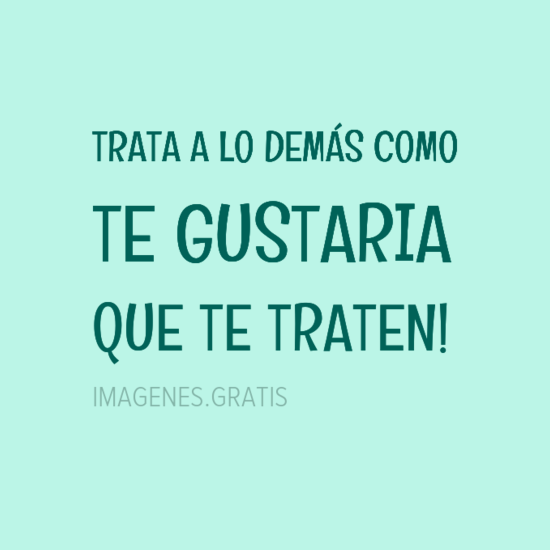 TRATA A LO DEMÁS COMO
TE GUSTARIA
QUE TE TRATEN!
IMAGENES.GRATIS